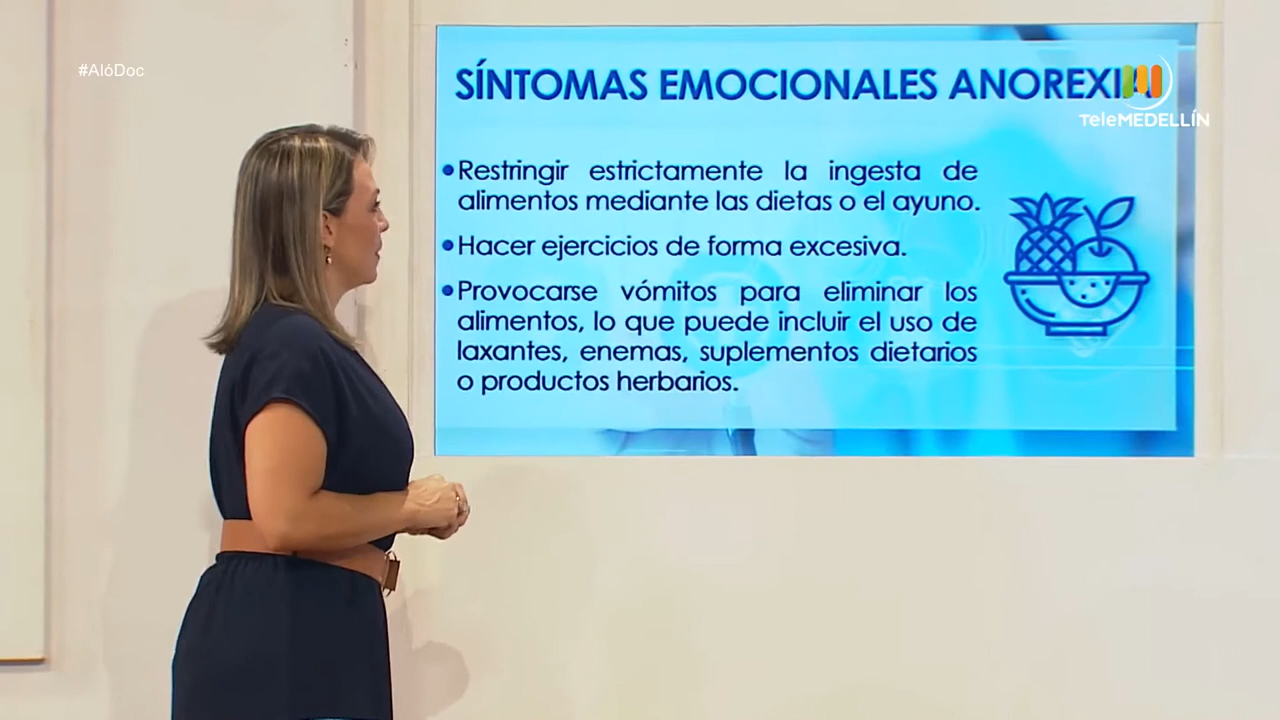 #AlóDoc
SÍNTOMAS EMOCIONALES ANOREXIA
TeleMEDELLÍN
•Restringir estrictamente la ingesta de
alimentos mediante las dietas o el ayuno.
•Hacer ejercicios de forma excesiva.
•Provocarse vómitos para eliminar los
alimentos, lo que puede incluir el uso de
laxantes, enemas, suplementos dietarios
o productos herbarios.